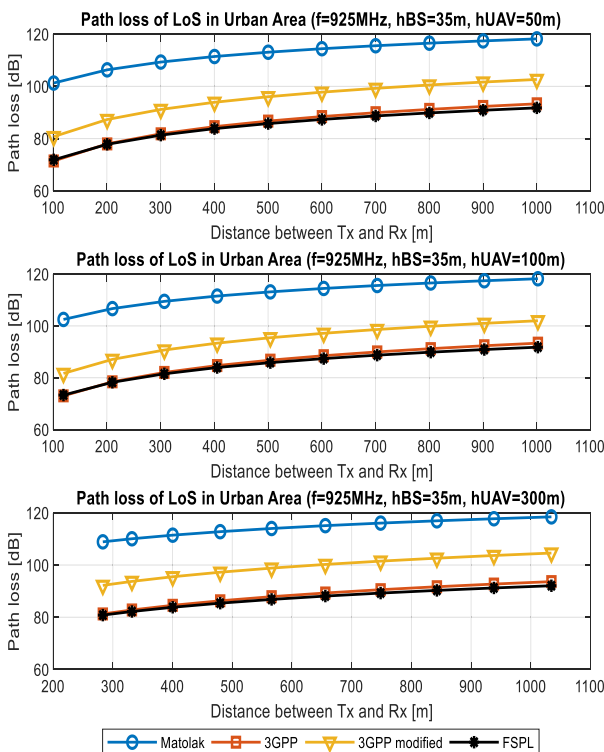 Path loss of LoS in Urban Area (f=925MHz, hBS=35m, hUAV=50m)
Path loss [dB]
120
100
80
60
100 200 300 400 500 600 700 800 900 1000 1100
Distance between Tx and Rx [m]
Path loss of LoS in Urban Area (f=925MHz, hBS=35m, hUAV=100m)
Path loss [dB]
120
100
80
60
100 200 300 400 500 600 700 800 900 1000 1100
Distance between Tx and Rx [m]
Path loss of LoS in Urban Area (f=925MHz, hBS=35m, hUAV=300m)
Path loss [dB]
120
100
80
60
200 300 400 500 600 700 800 900 1000 1100
Distance between Tx and Rx [m]
Matolak 3GPP 3GPP modified FSPL